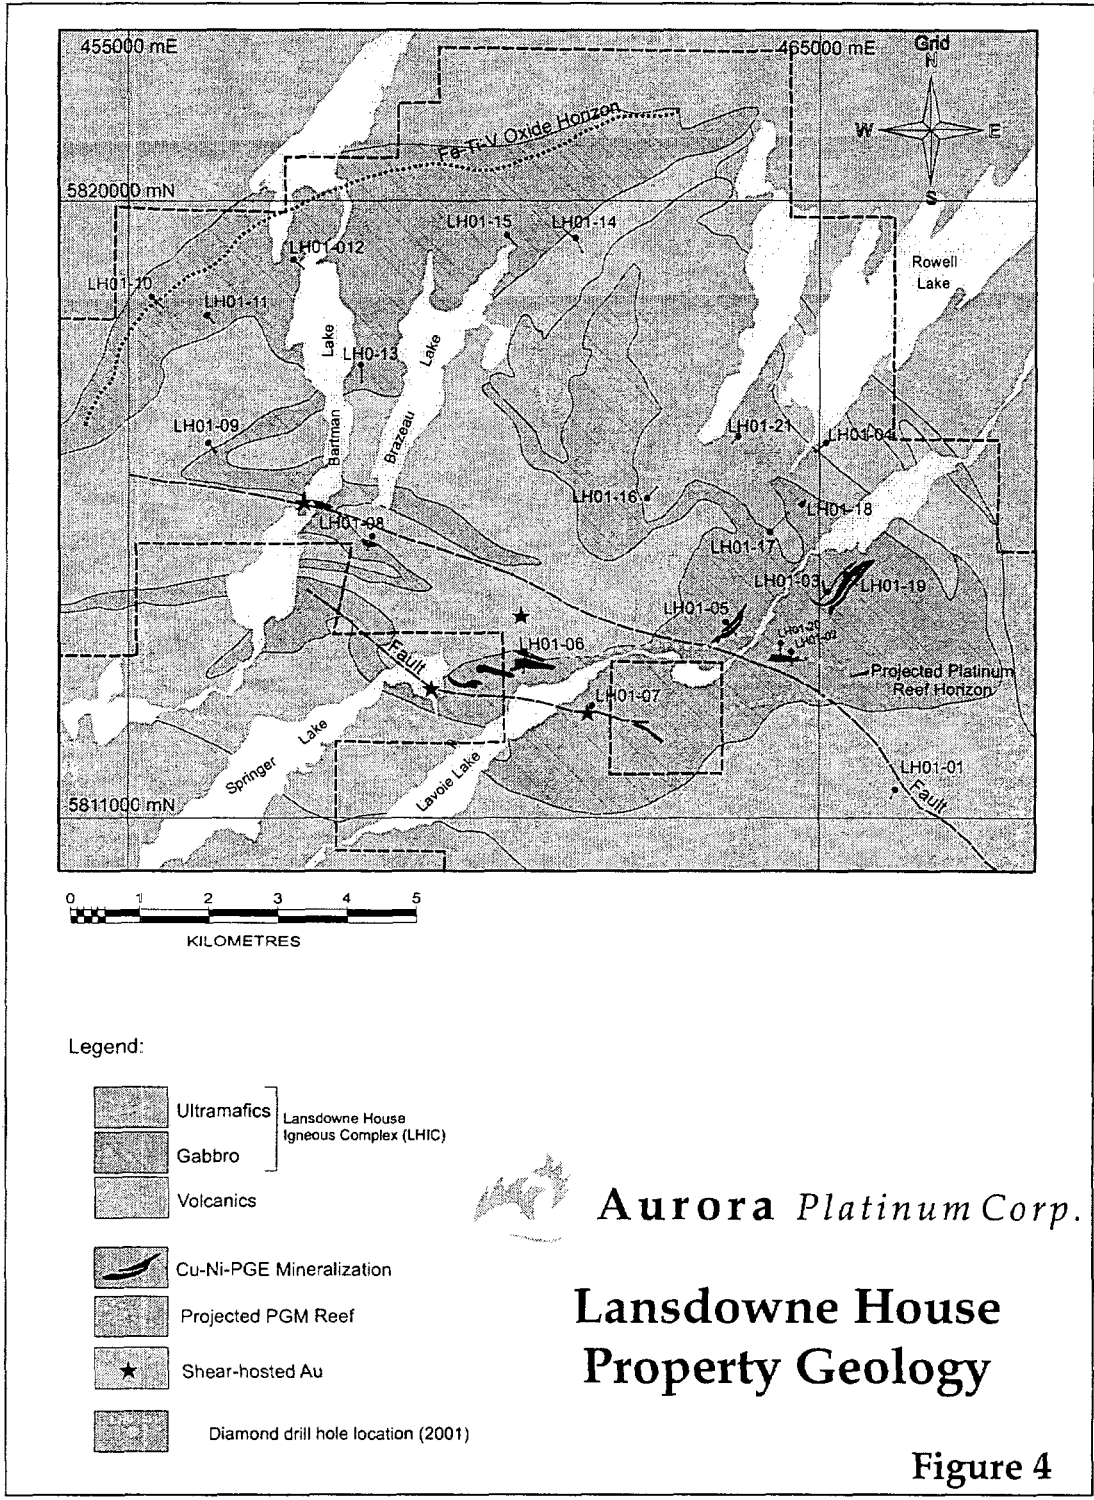 455000 mE
465000 mE
Grid
N
W
E
S
Fe-Ti-V Oxide Horizon
5820000 mN
LH01-15
LH01-14
LH01-012
Rowell
Lake
LH01-10
LH01-11
Lake
Lake
LH0-13
LH01-09
Bartman
Brazeau
LH01-21
LH01-04
LH01-16
LH01-18
LH01-08
LH01-17
LH01-03
LH01-19
LH01-05
LH01-20
LH01-02
LH01-06
Fault
Projected Platinum
Reef Horizon
LH01-07
Springer
Lake
Lavoie Lake
LH01-01
Fault
5811000 mN
0 1 2 3 4 5
KILOMETRES
Legend:
Ultramafics
Lansdowne House
Igneous Complex (LHIC)
Gabbro
Volcanics
Cu-Ni-PGE Mineralization
Projected PGM Reef
Shear-hosted Au
Diamond drill hole location (2001)
Aurora Platinum Corp.
Lansdowne House
Property Geology
Figure 4